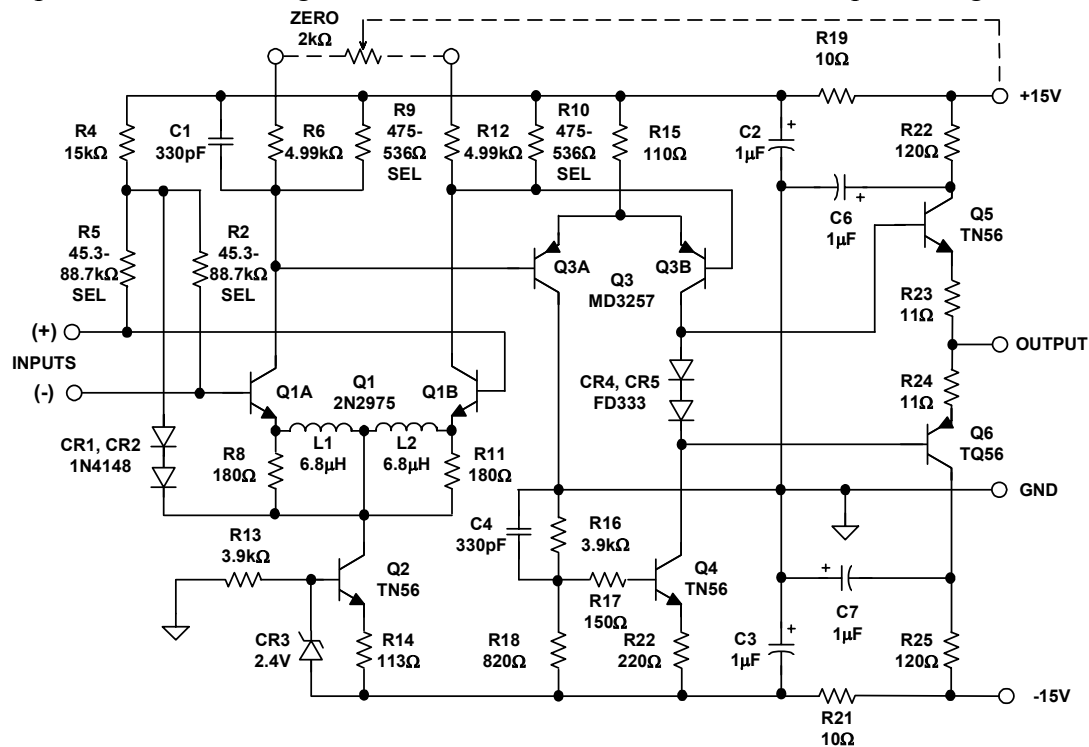 ZERO
2kΩ
R19
10Ω
+15V
R4
15kΩ
C1
330pF
R6
4.99kΩ
R9
475-
536Ω
SEL
R12
4.99kΩ
R10
475-
536Ω
SEL
R15
110Ω
C2
1μF
+
R22
120Ω
C6
1μF
+
Q5
TN56
R5
45.3-
88.7kΩ
SEL
R2
45.3-
88.7kΩ
SEL
Q3A
Q3
MD3257
Q3B
R23
11Ω
(+)
INPUTS
(-)
OUTPUT
Q1A
Q1
2N2975
Q1B
CR4, CR5
FD333
R24
11Ω
CR1, CR2
1N4148
R8
180Ω
L1
6.8μH
L2
6.8μH
R11
180Ω
Q6
TQ56
GND
R13
3.9kΩ
Q2
TN56
C4
330pF
R16
3.9kΩ
R17
150Ω
Q4
TN56
+
C7
1μF
CR3
2.4V
R14
113Ω
R18
820Ω
R22
220Ω
C3
1μF
+
R25
120Ω
R21
10Ω
-15V